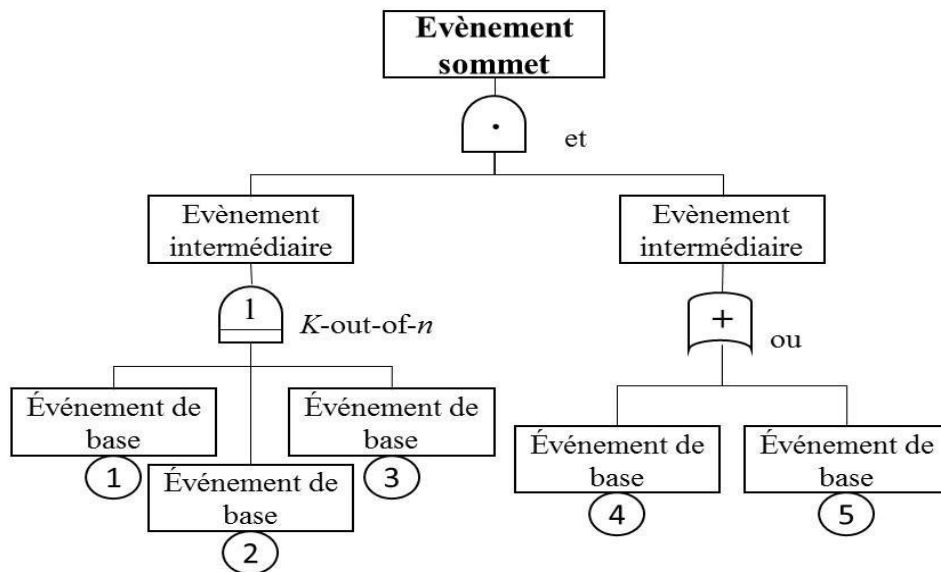 Evènement
sommet
et
Evènement
intermédiaire
Evènement
intermédiaire
1
K-out-of-n
+
ou
Événement de
base
1
Événement de
base
2
Événement de
base
3
Événement de
base
4
Événement de
base
5